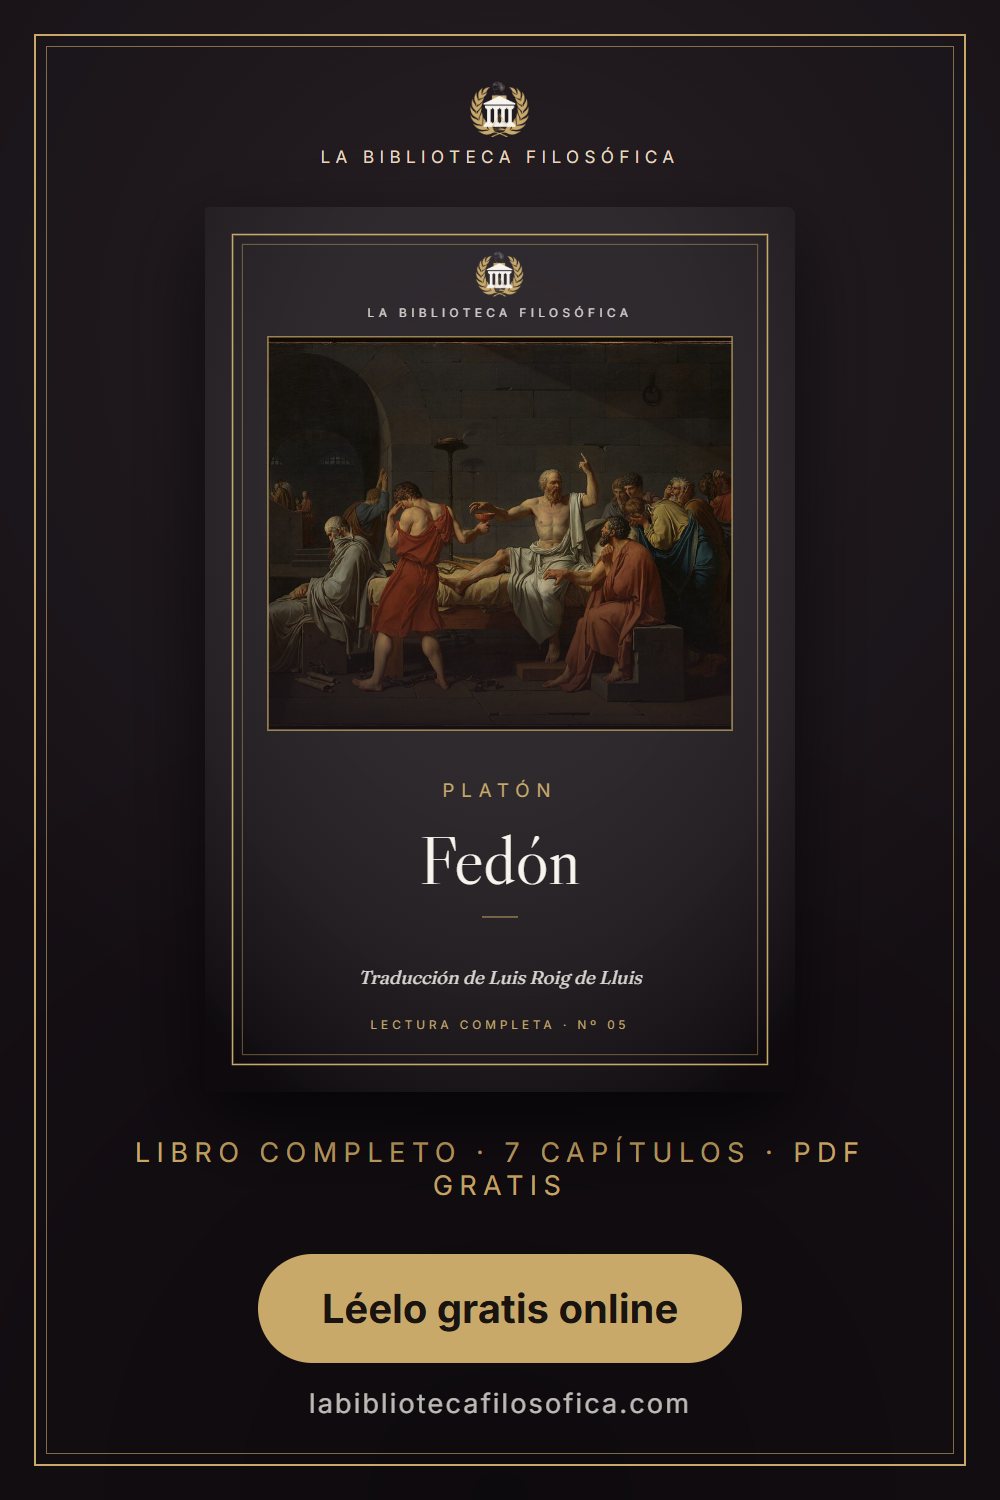 LA BIBLIOTECA FILOSÓFICA
LA BIBLIOTECA FILOSÓFICA
PLATÓN
Fedón
Traducción de Luis Roig de Lluis
LECTURA COMPLETA · Nº 05
LIBRO COMPLETO · 7 CAPÍTULOS · PDF
GRATIS
Léelo gratis online
labibliotecafilosofica.com